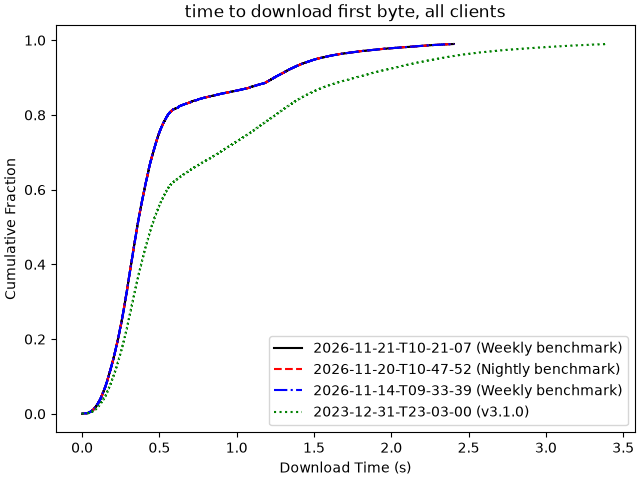 time to download first byte, all clients
1.0
0.8
0.6
0.4
0.2
0.0
Cumulative Fraction
2026-11-21-T10-21-07 (Weekly benchmark)
2026-11-20-T10-47-52 (Nightly benchmark)
2026-11-14-T09-33-39 (Weekly benchmark)
2023-12-31-T23-03-00 (v3.1.0)
0.0 0.5 1.0 1.5 2.0 2.5 3.0 3.5
Download Time (s)